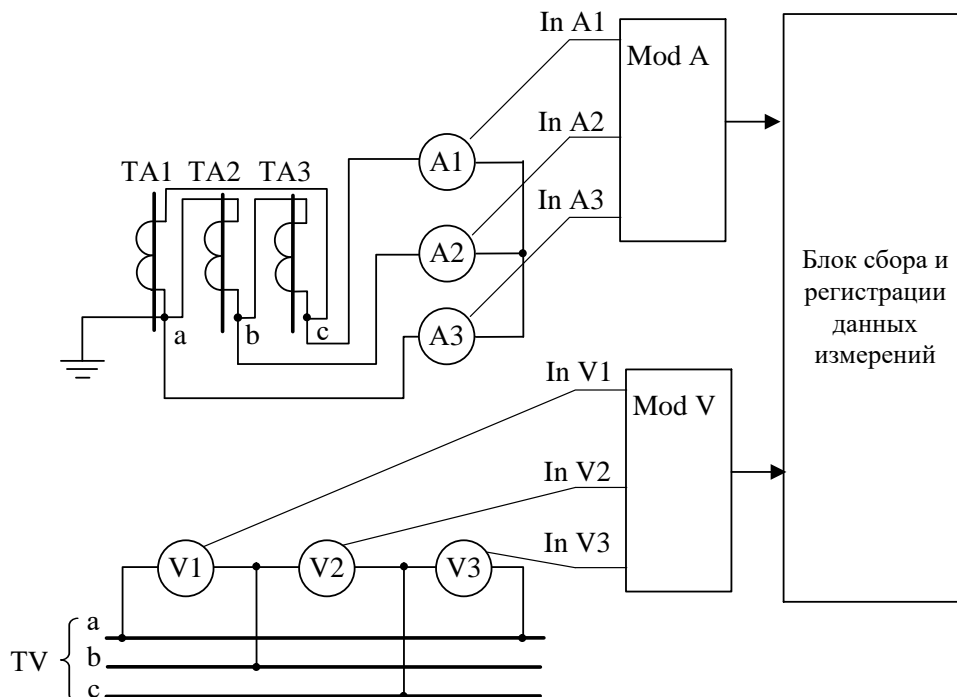 In A1
Mod A
In A2
TA1 TA2 TA3
A1
In A3
A2
a b c
A3
Блок сбора и
регистрации
данных
измерений
In V1
Mod V
In V2
In V3
V1 V2 V3
a
TV
b
c